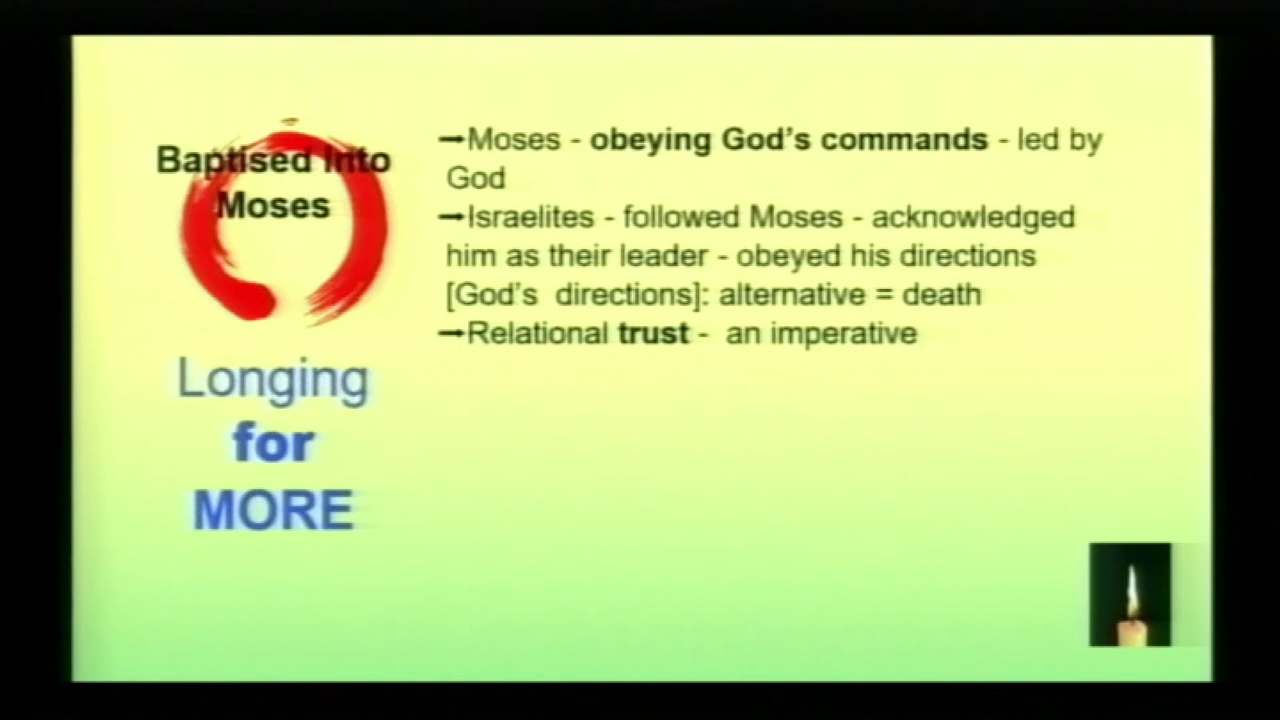 Baptised Into
Moses
Longing
for
MORE
→Moses - obeying God's commands - led by
God
→Israelites - followed Moses - acknowledged
him as their leader - obeyed his directions
[God's directions]: alternative = death
→Relational trust - an imperative